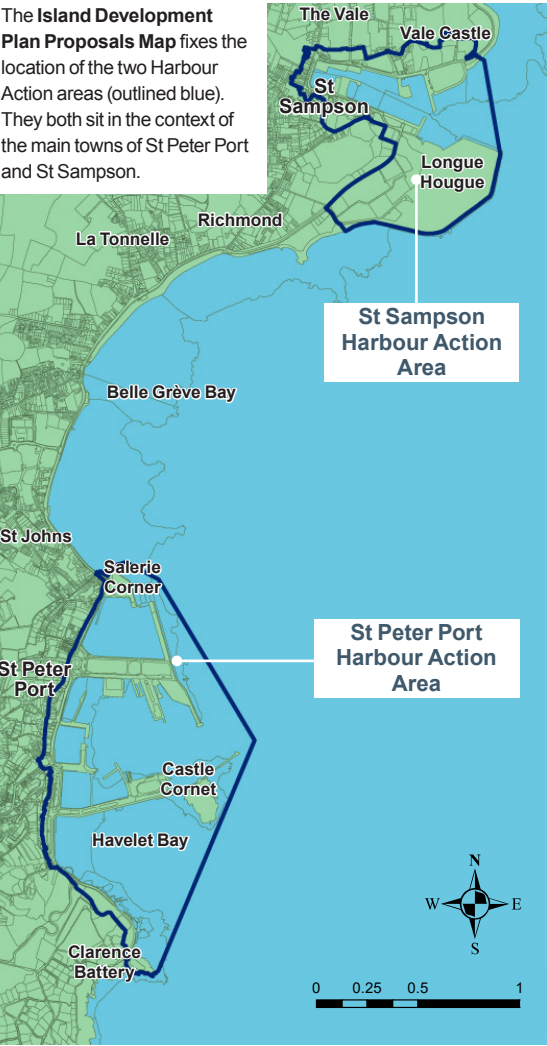 The Island Development
Plan Proposals Map fixes the
location of the two Harbour
Action areas (outlined blue).
They both sit in the context of
the main towns of St Peter Port
and St Sampson.
The Vale
Vale Castle
St
Sampson
Longue
Hougue
Richmond
La Tonnelle
St Sampson
Harbour Action
Area
Belle Grève Bay
St Johns
Salerie
Corner
St Peter Port
Harbour Action
Area
St Peter
Port
Castle
Cornet
Havelet Bay
Clarence
Battery
N
W
E
S
0 0.25 0.5 1